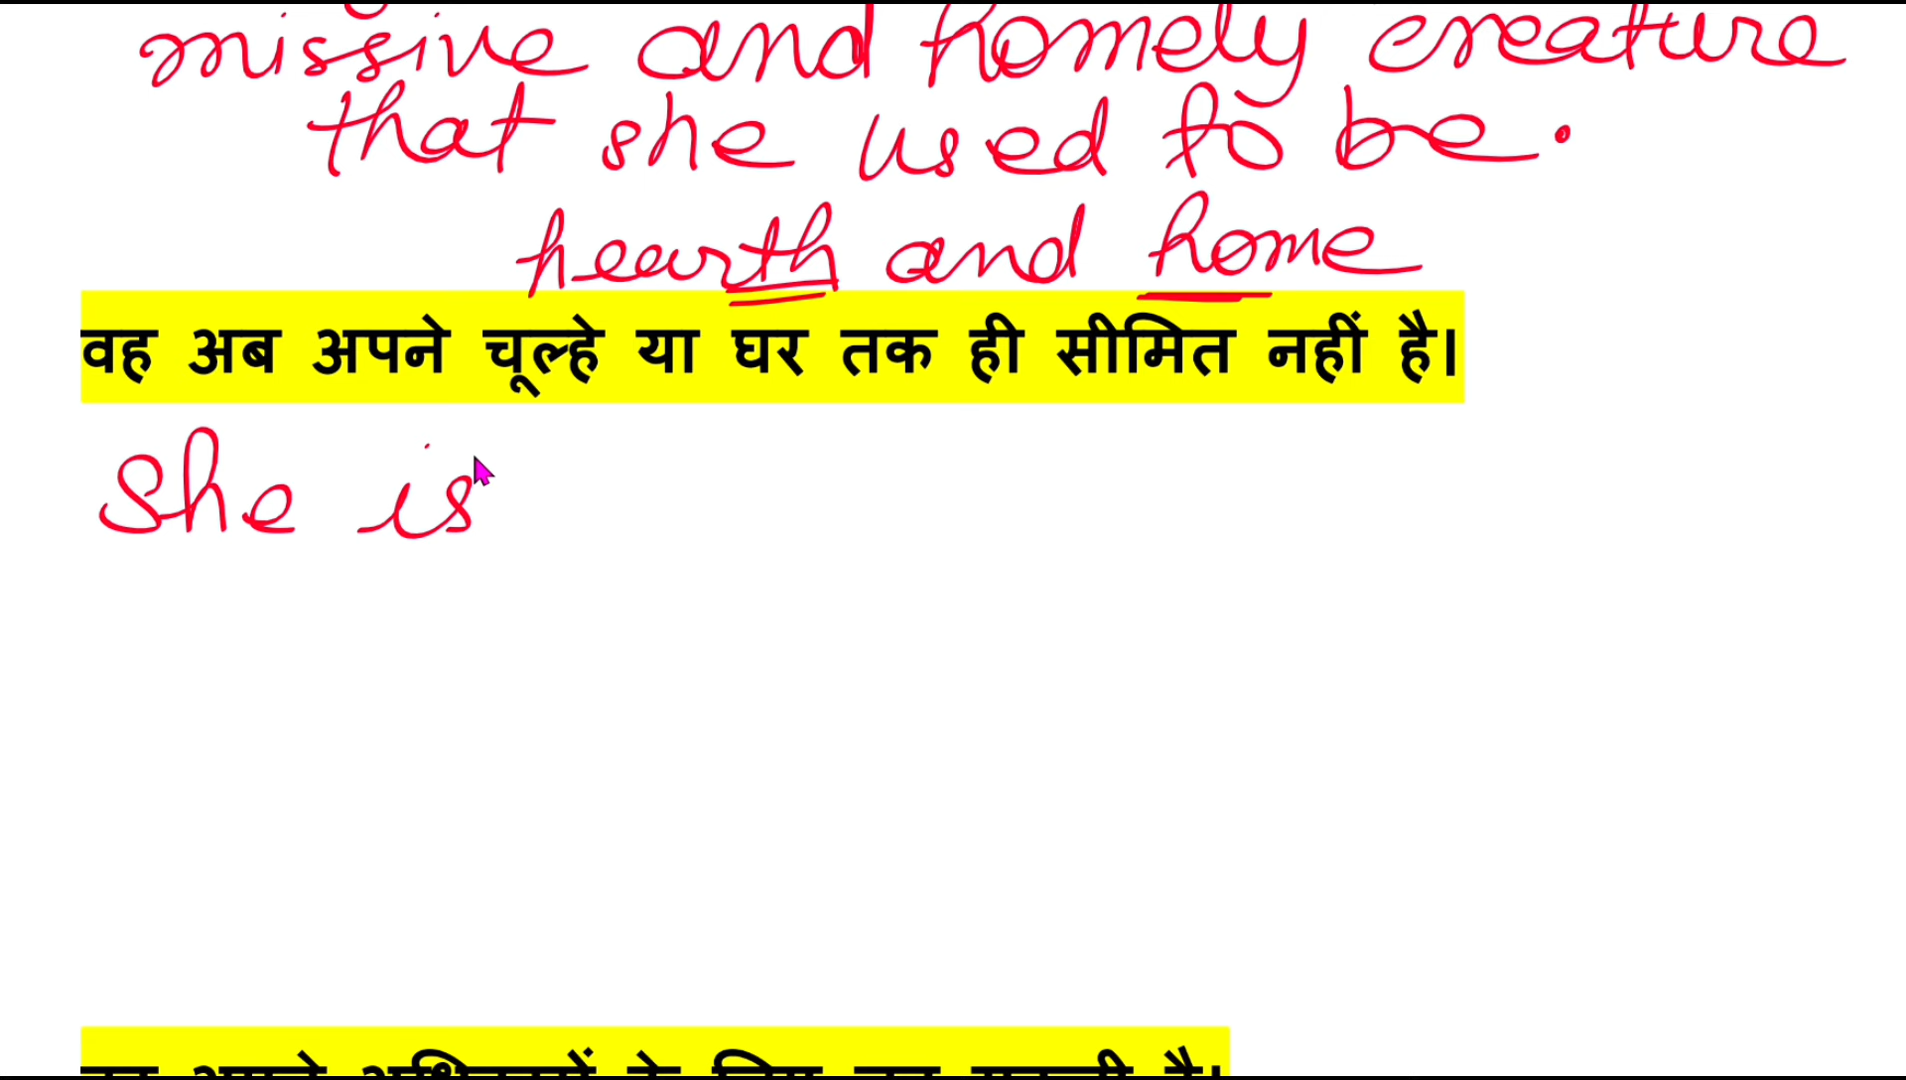 missive and homely creature
that she used to be.
hearth and home
वह अब अपने चूल्हे या घर तक ही सीमित नहीं है।
She is